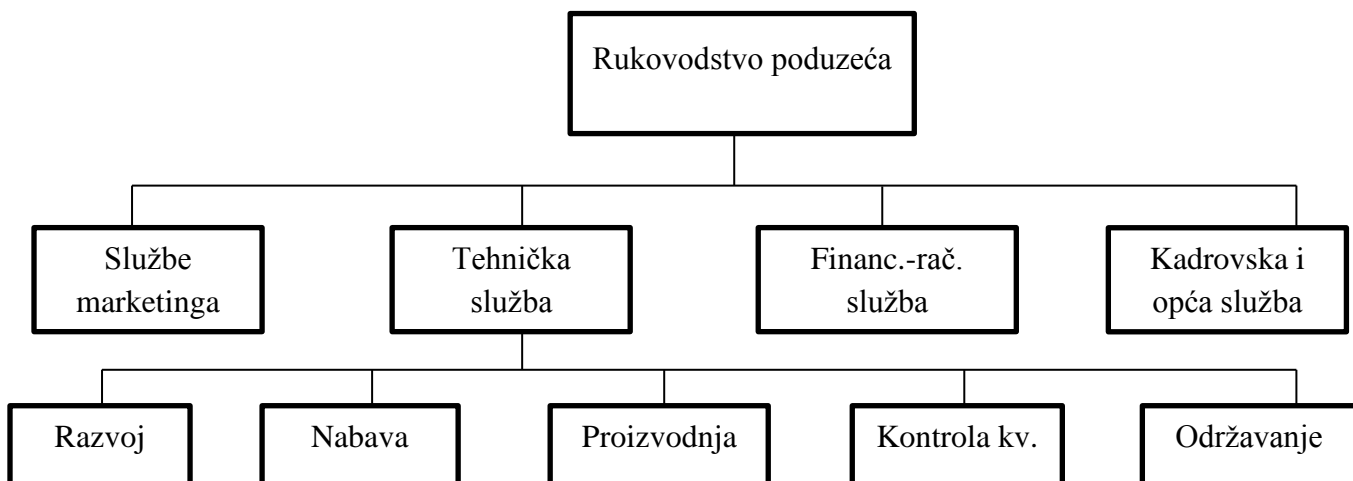 Rukovodstvo poduzeća
Službe
marketinga
Tehnička
služba
Financ.-rač.
služba
Kadrovska i
opća služba
Razvoj
Nabava
Proizvodnja
Kontrola kv.
Održavanje